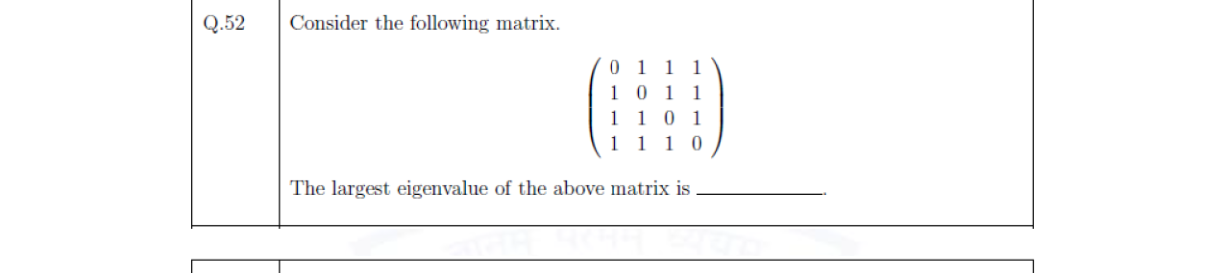 Q.52 Consider the following matrix.
0 1 1 1
1 0 1 1
1 1 0 1
1 1 1 0
The largest eigenvalue of the above matrix is ____________.